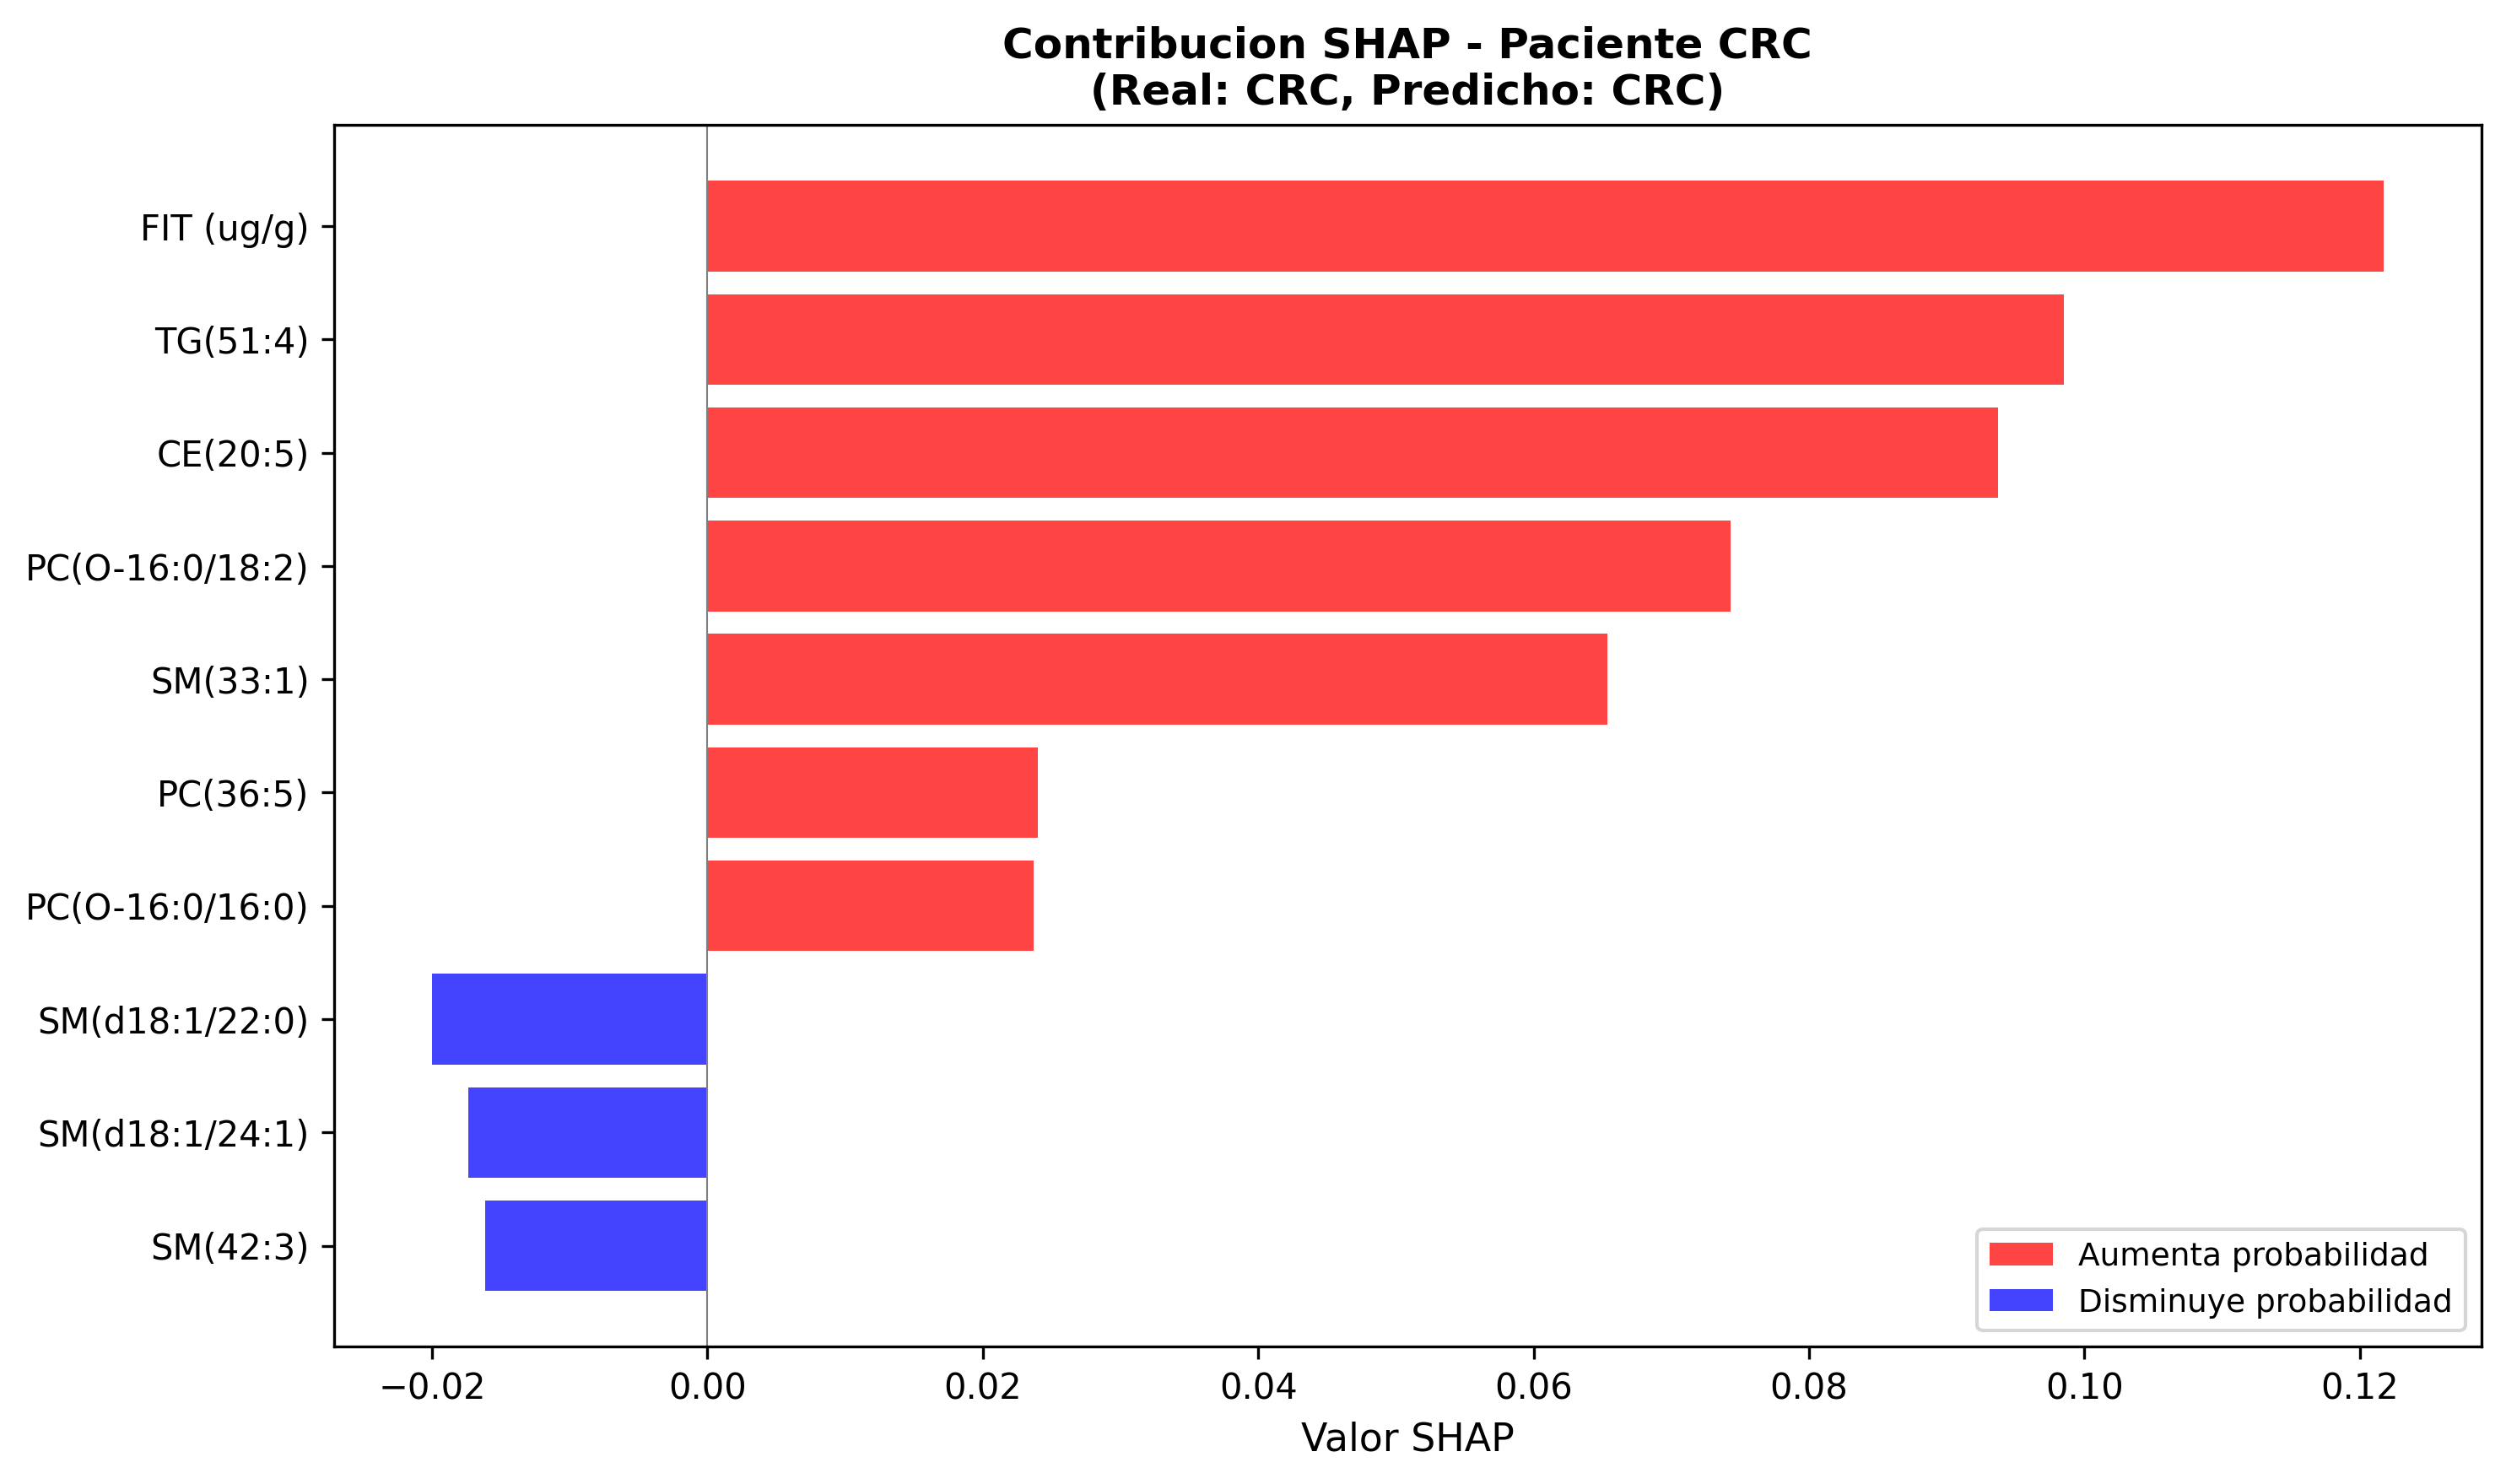 Contribucion SHAP - Paciente CRC
(Real: CRC, Predicho: CRC)
FIT (ug/g)
TG(51:4)
CE(20:5)
PC(O-16:0/18:2)
SM(33:1)
PC(36:5)
PC(O-16:0/16:0)
SM(d18:1/22:0)
SM(d18:1/24:1)
SM(42:3)
Aumenta probabilidad
Disminuye probabilidad
−0.02 0.00 0.02 0.04 0.06 0.08 0.10 0.12
Valor SHAP